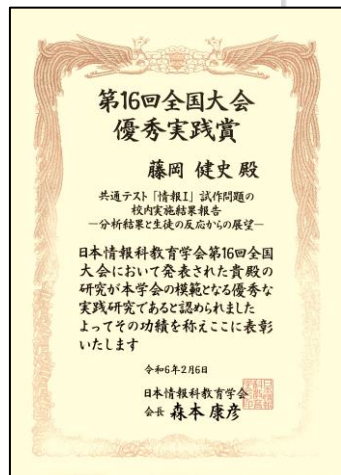 第16回全国大会
優秀実践賞
藤岡 健史 殿
共通テスト「情報Ⅰ」試作問題の
校内実施結果報告
―分析結果と生徒の反応からの展望―
日本情報科教育学会第16回全国
大会において発表された貴殿の
研究が本学会の模範となる優秀な
実践研究であると認められました
よってその功績を称えここに表彰
いたします
令和6年2月6日
日本情報科教育学会
会長 森本 康彦